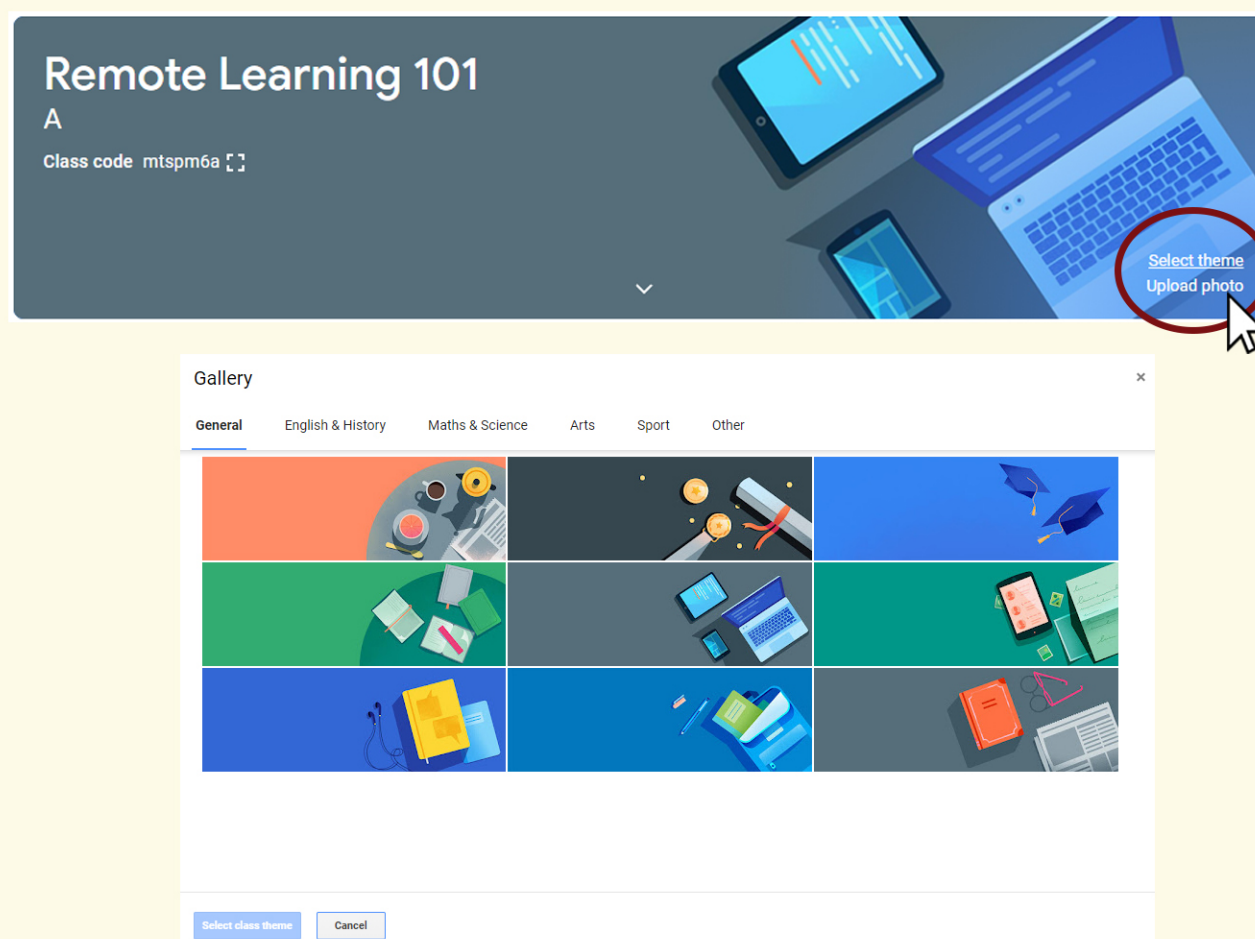 Remote Learning 101
A
Class code mtspm6a
Select theme
Upload photo
Gallery
×
General English & History Maths & Science Arts Sport Other
Select class theme Cancel